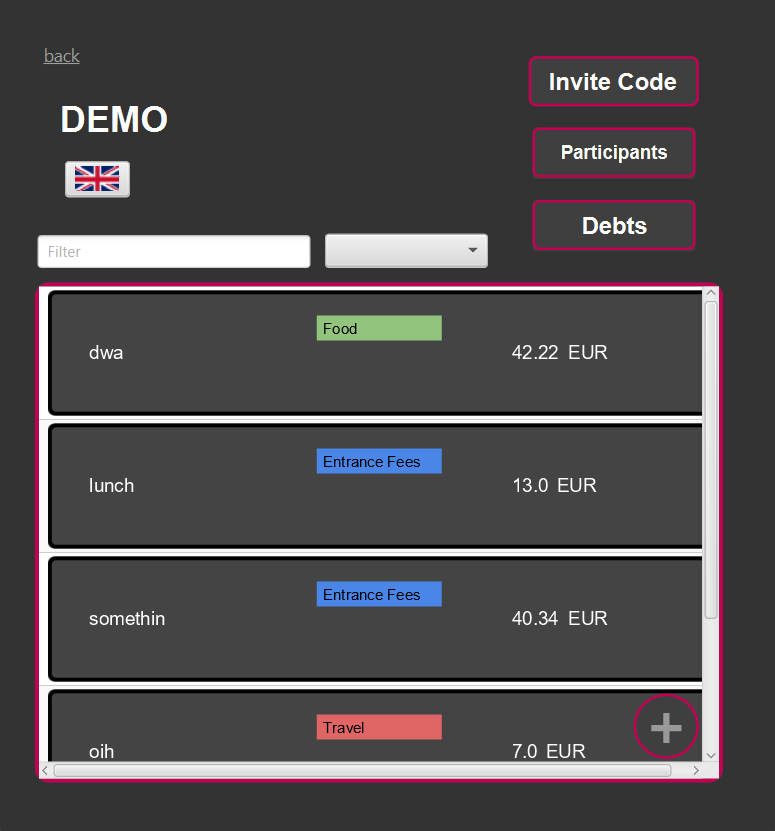 back
Invite Code
DEMO
Participants
Debts
Filter
Food
dwa 42.22 EUR
Entrance Fees
lunch 13.0 EUR
Entrance Fees
somethin 40.34 EUR
Travel
oih 7.0 EUR